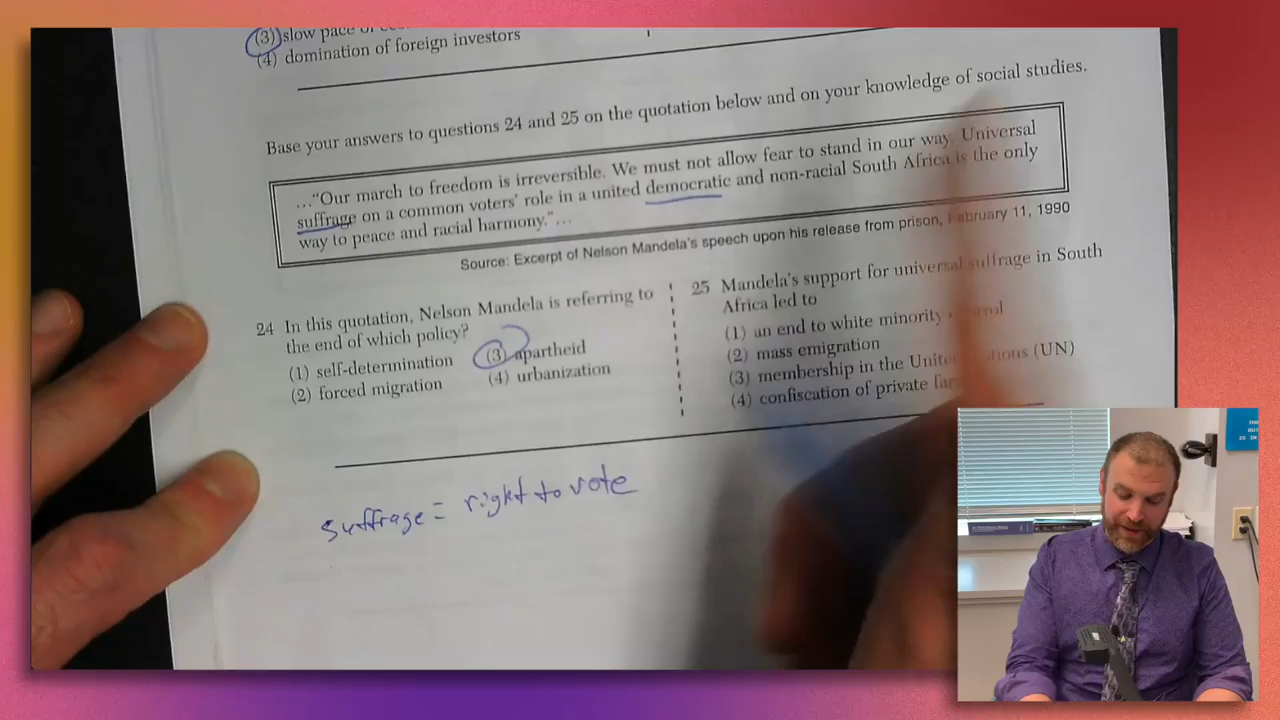 (3) slow pace of
(4) domination of foreign investors
Base your answers to questions 24 and 25 on the quotation below and on your knowledge of social studies.
…"Our march to freedom is irreversible. We must not allow fear to stand in our way. Universal
suffrage on a common voters' role in a united democratic and non-racial South Africa is the only
way to peace and racial harmony."…
Source: Excerpt of Nelson Mandela's speech upon his release from prison, February 11, 1990
24 In this quotation, Nelson Mandela is referring to
the end of which policy?
(1) self-determination (3) apartheid
(2) forced migration (4) urbanization
25 Mandela's support for universal suffrage in South
Africa led to
(1) an end to white minority control
(2) mass emigration
(3) membership in the United Nations (UN)
(4) confiscation of private
suffrage = right to vote